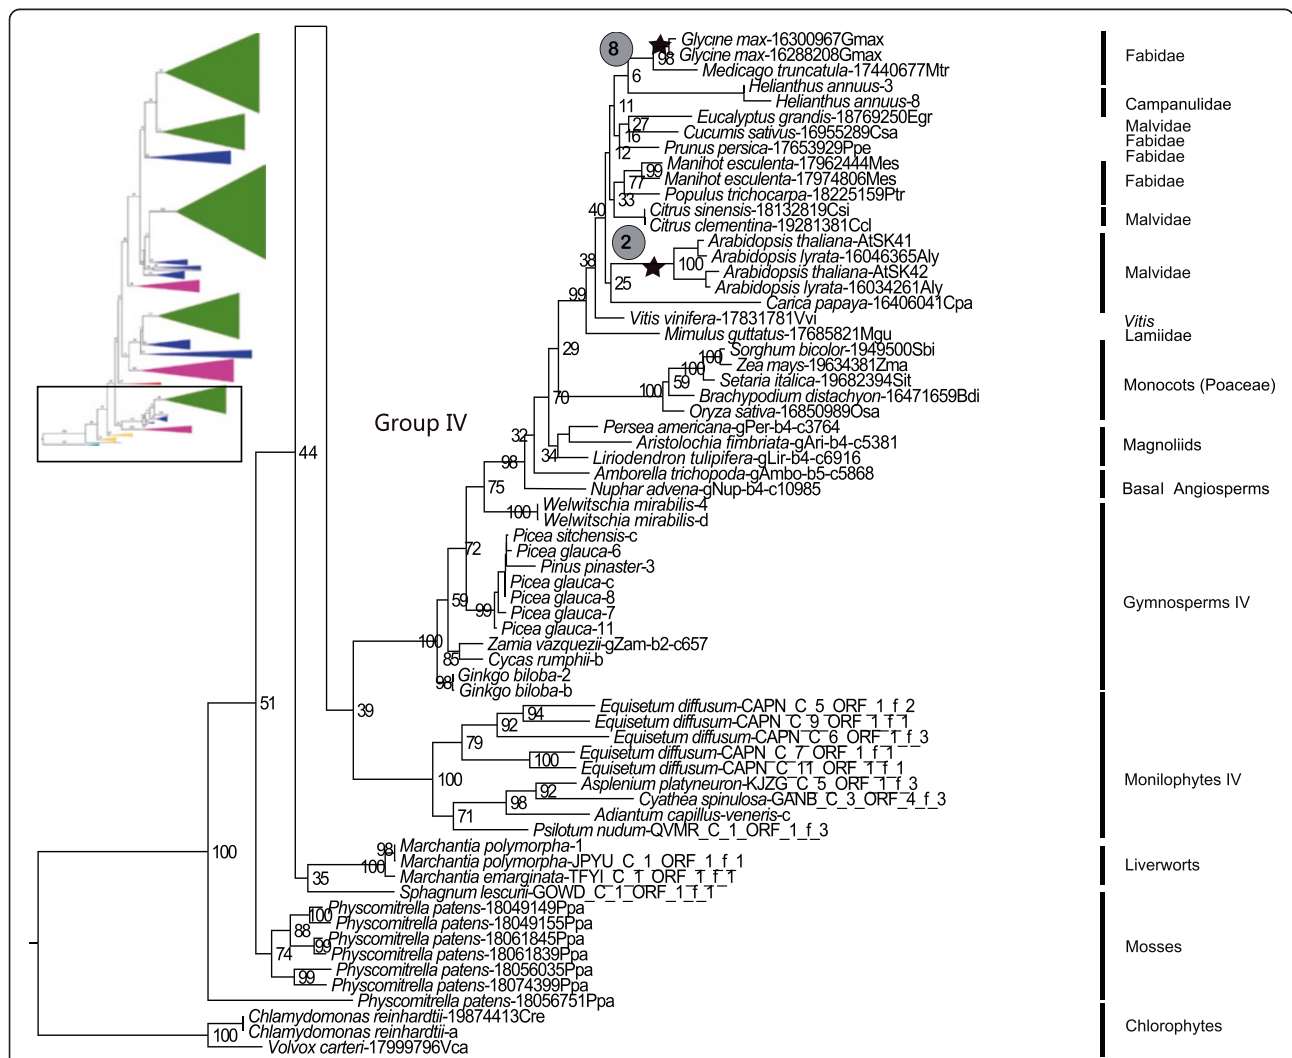 8
Glycine max-16300967Gmax
98
Glycine max-16288208Gmax
Fabidae
6
Medicago truncatula-17440677Mtr
Helianthus annuus-3
Helianthus annuus-8
Campanulidae
11
Eucalyptus grandis-18769250Egr
Malvidae
27
16
Cucumis sativus-16955289Csa
Fabidae
12
Prunus persica-17653929Ppe
Fabidae
Manihot esculenta-17962444Mes
99
Manihot esculenta-17974806Mes
77
Fabidae
Populus trichocarpa-18225159Ptr
33
40
Citrus sinensis-18132819Csi
Citrus clementina-19281381Ccl
Malvidae
2
Arabidopsis thaliana-AtSK41
Arabidopsis lyrata-16046365Aly
100
38
Arabidopsis thaliana-AtSK42
Malvidae
25
Arabidopsis lyrata-16034261Aly
99
Carica papaya-16406041Cpa
Vitis vinifera-17831781Vvi
Vitis
Mimulus guttatus-17685821Mgu
Lamiidae
29
Sorghum bicolor-1949500Sbi
100
Zea mays-19634381Zma
100
Setaria italica-19682394Sit
59
Monocots (Poaceae)
100
Brachypodium distachyon-16471659Bdi
70
Oryza sativa-16850989Osa
Group IV
Persea americana-gPer-b4-c3764
32
Aristolochia fimbriata-gAri-b4-c5381
Magnoliids
34
Liriodendron tulipifera-gLir-b4-c6916
44
98
Amborella trichopoda-gAmbo-b5-c5868
75
Nuphar advena-gNup-b4-c10985
Basal Angiosperms
Welwitschia mirabilis-4
100
Welwitschia mirabilis-d
Picea sitchensis-c
72
Picea glauca-6
Pinus pinaster-3
Picea glauca-c
59
Picea glauca-8
Gymnosperms IV
99
Picea glauca-7
Picea glauca-11
100
Zamia vazquezii-gZam-b2-c657
85
Cycas rumphii-b
98
Ginkgo biloba-2
Ginkgo biloba-b
51
39
94
Equisetum diffusum-CAPN_C_5_ORF_1_f_2
92
Equisetum diffusum-CAPN_C_9_ORF_1_f_1
79
Equisetum diffusum-CAPN_C_6_ORF_1_f_3
Equisetum diffusum-CAPN_C_7_ORF_1_f_1
100
Equisetum diffusum-CAPN_C_11_ORF_1_f_1
100
Monilophytes IV
92
Asplenium platyneuron-KJZG_C_5_ORF_1_f_3
98
Cyathea spinulosa-GANB_C_3_ORF_4_f_3
71
Adiantum capillus-veneris-c
Psilotum nudum-QVMR_C_1_ORF_1_f_3
100
98
Marchantia polymorpha-1
100
Marchantia polymorpha-JPYU_C_1_ORF_1_f_1
Liverworts
35
Marchantia emarginata-TFYI_C_1_ORF_1_f_1
Sphagnum lescurii-GOWD_C_1_ORF_1_f_1
100
Physcomitrella patens-18049149Ppa
88
Physcomitrella patens-18049155Ppa
99
Physcomitrella patens-18061845Ppa
74
Physcomitrella patens-18061839Ppa
Mosses
99
Physcomitrella patens-18056035Ppa
Physcomitrella patens-18074399Ppa
Physcomitrella patens-18056751Ppa
Chlamydomonas reinhardtii-19874413Cre
100
Chlamydomonas reinhardtii-a
Chlorophytes
Volvox carteri-17999796Vca